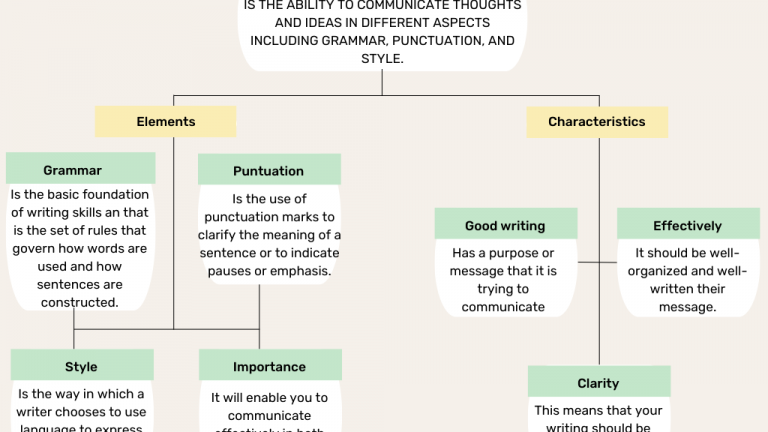 IS THE ABILITY TO COMMUNICATE THOUGHTS
AND IDEAS IN DIFFERENT ASPECTS
INCLUDING GRAMMAR, PUNCTUATION, AND
STYLE.
Elements
Characteristics
Grammar
Is the basic foundation
of writing skills an that
is the set of rules that
govern how words are
used and how
sentences are
constructed.
Puntuation
Is the use of
punctuation marks to
clarify the meaning of a
sentence or to indicate
pauses or emphasis.
Good writing
Has a purpose or
message that it is
trying to
communicate
Effectively
It should be well-
organized and well-
written their
message.
Style
Is the way in which a
writer chooses to use
language to express
Importance
It will enable you to
communicate
effectively in both
Clarity
This means that your
writing should be